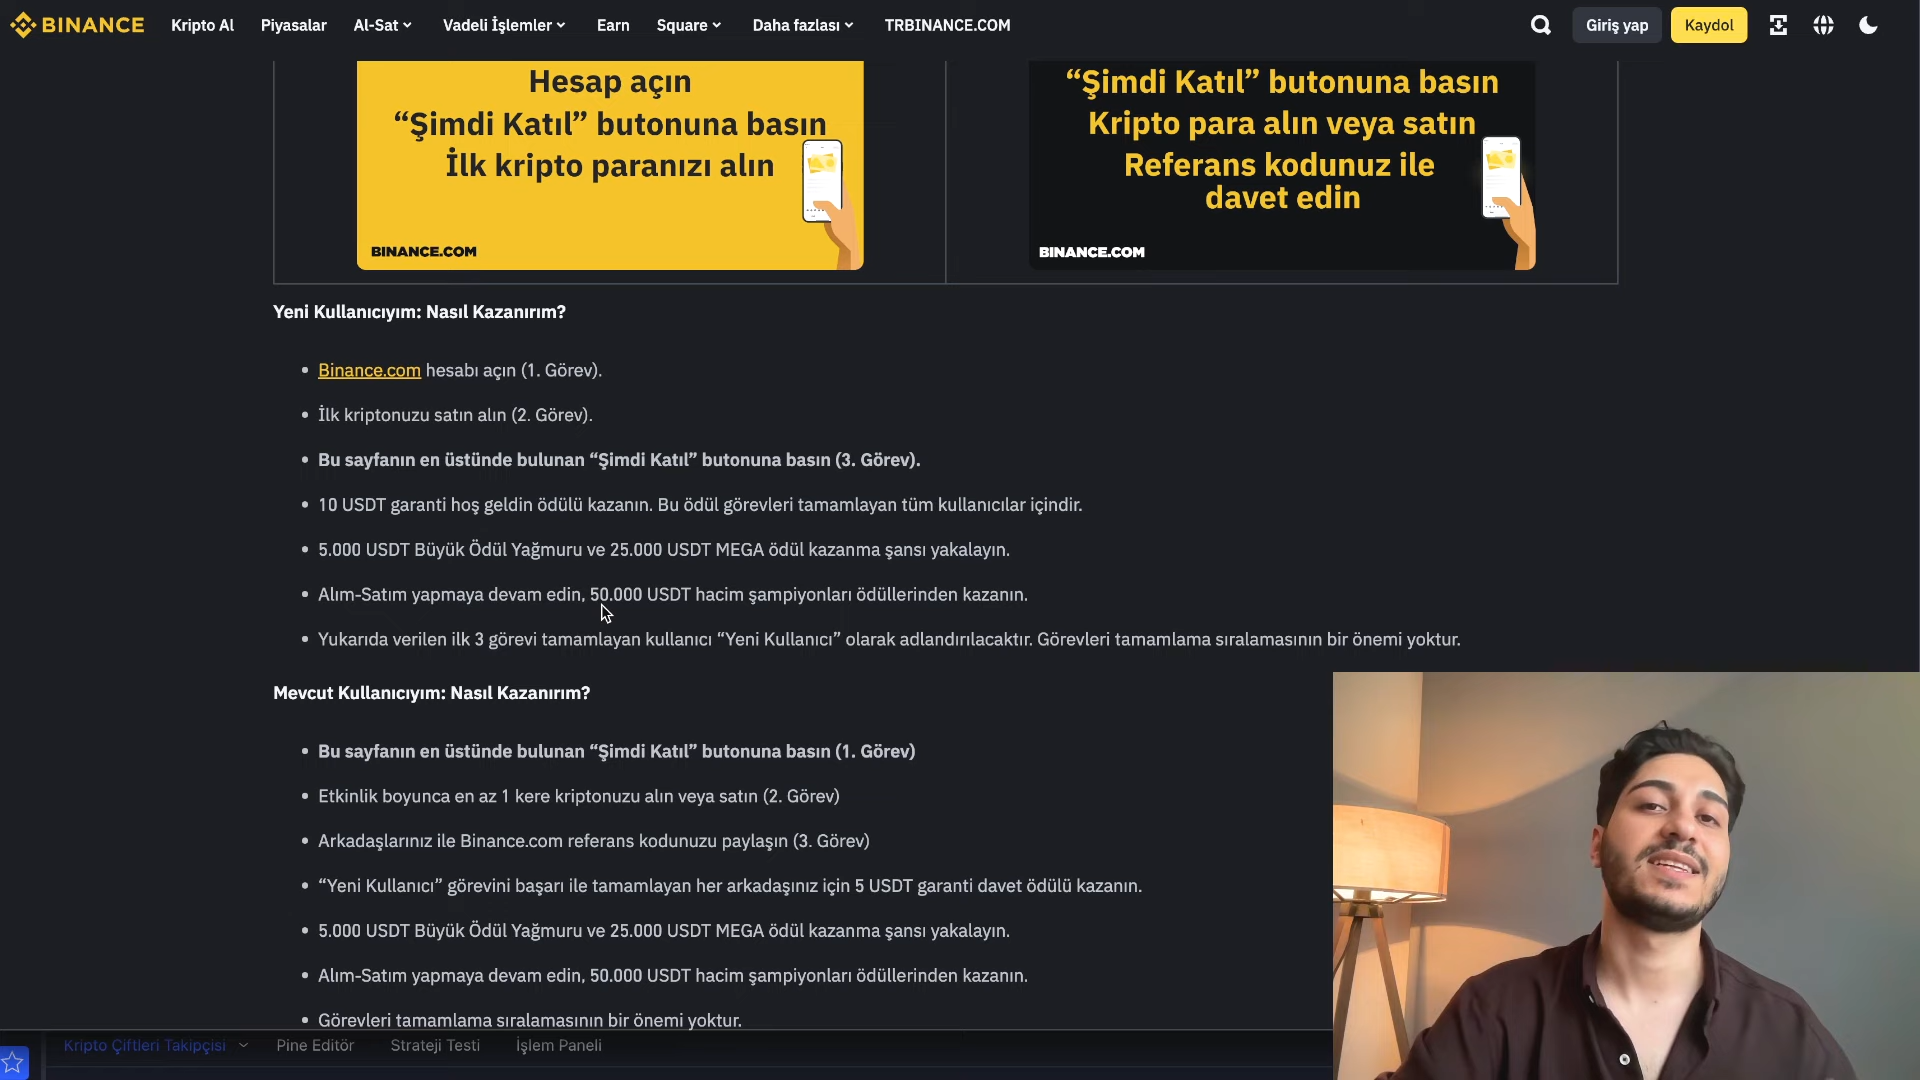 BINANCE
Kripto Al
Piyasalar
Al-Sat
Vadeli İşlemler
Earn
Square
Daha fazlası
TRBINANCE.COM
Giriş yap
Kaydol
Hesap açın
“Şimdi Katıl” butonuna basın
İlk kripto paranızı alın
BINANCE.COM
“Şimdi Katıl” butonuna basın
Kripto para alın veya satın
Referans kodunuz ile
davet edin
BINANCE.COM
Yeni Kullanıcıyım: Nasıl Kazanırım?
Binance.com hesabı açın (1. Görev).
İlk kriptonuzu satın alın (2. Görev).
Bu sayfanın en üstünde bulunan “Şimdi Katıl” butonuna basın (3. Görev).
10 USDT garanti hoş geldin ödülü kazanın. Bu ödül görevleri tamamlayan tüm kullanıcılar içindir.
5.000 USDT Büyük Ödül Yağmuru ve 25.000 USDT MEGA ödül kazanma şansı yakalayın.
Alım-Satım yapmaya devam edin, 50.000 USDT hacim şampiyonları ödüllerinden kazanın.
Yukarıda verilen ilk 3 görevi tamamlayan kullanıcı “Yeni Kullanıcı” olarak adlandırılacaktır. Görevleri tamamlama sıralamasının bir önemi yoktur.
Mevcut Kullanıcıyım: Nasıl Kazanırım?
Bu sayfanın en üstünde bulunan “Şimdi Katıl” butonuna basın (1. Görev)
Etkinlik boyunca en az 1 kere kriptonuzu alın veya satın (2. Görev)
Arkadaşlarınız ile Binance.com referans kodunuzu paylaşın (3. Görev)
“Yeni Kullanıcı” görevini başarı ile tamamlayan her arkadaşınız için 5 USDT garanti davet ödülü kazanın.
5.000 USDT Büyük Ödül Yağmuru ve 25.000 USDT MEGA ödül kazanma şansı yakalayın.
Alım-Satım yapmaya devam edin, 50.000 USDT hacim şampiyonları ödüllerinden kazanın.
Görevleri tamamlama sıralamasının bir önemi yoktur.
Kripto Çiftleri Takipçisi
Pine Editör
Strateji Testi
İşlem Paneli